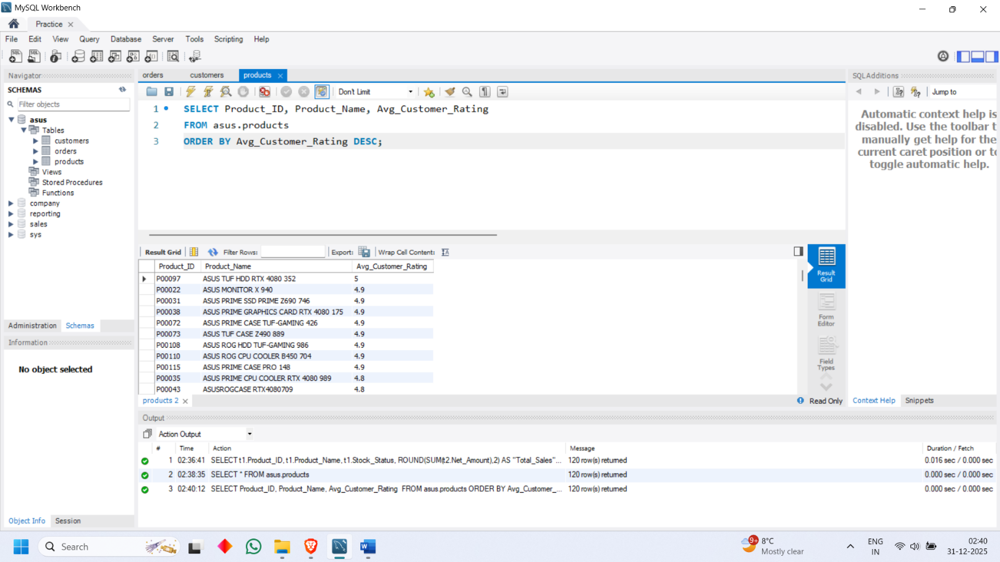 MySQL Workbench
Practice
File Edit View Query Database Server Tools Scripting Help
Navigator
SCHEMAS
Filter objects
asus
Tables
customers
orders
products
Views
Stored Procedures
Functions
company
reporting
sales
sys
Administration Schemas
Information
No object selected
Object Info Session
orders customers products
Don't Limit
1 SELECT Product_ID, Product_Name, Avg_Customer_Rating
2 FROM asus.products
3 ORDER BY Avg_Customer_Rating DESC;
Result Grid Filter Rows: Export: Wrap Cell Content:
Product_ID Product_Name Avg_Customer_Rating
P00097 ASUS TUF HDD RTX 4080 352 5
P00022 ASUS MONITOR X 940 4.9
P00031 ASUS PRIME SSD PRIME Z690 746 4.9
P00038 ASUS PRIME GRAPHICS CARD RTX 4080 175 4.9
P00072 ASUS PRIME CASE TUF-GAMING 426 4.9
P00073 ASUS TUF CASE Z490 889 4.9
P00108 ASUS ROG HDD TUF-GAMING 986 4.9
P00110 ASUS ROG CPU COOLER B450 704 4.9
P00115 ASUS PRIME CASE PRO 148 4.9
P00035 ASUS PRIME CPU COOLER RTX 4080 989 4.8
P00043 ASUSROGCASE RTX4080709 4.8
Result
Grid
Form
Editor
Field
Types
products 2
Read Only
SQLAdditions
Jump to
Automatic context help is
disabled. Use the toolbar t
manually get help for the
current caret position or to
toggle automatic help.
Context Help Snippets
Output
Action Output
# Time Action Message Duration / Fetch
1 02:36:41 SELECT t1.Product_ID, t1.Product_Name, t1.Stock_Status, ROUND(SUM(t2.Net_Amount),2) AS "Total_Sales"... 120 row(s) returned 0.016 sec / 0.000 sec
2 02:38:35 SELECT * FROM asus.products 120 row(s) returned 0.000 sec / 0.000 sec
3 02:40:12 SELECT Product_ID, Product_Name, Avg_Customer_Rating FROM asus.products ORDER BY Avg_Customer_... 120 row(s) returned 0.000 sec / 0.000 sec
Search
9+
8°C
Mostly clear
ENG
IN
02:40
31-12-2025